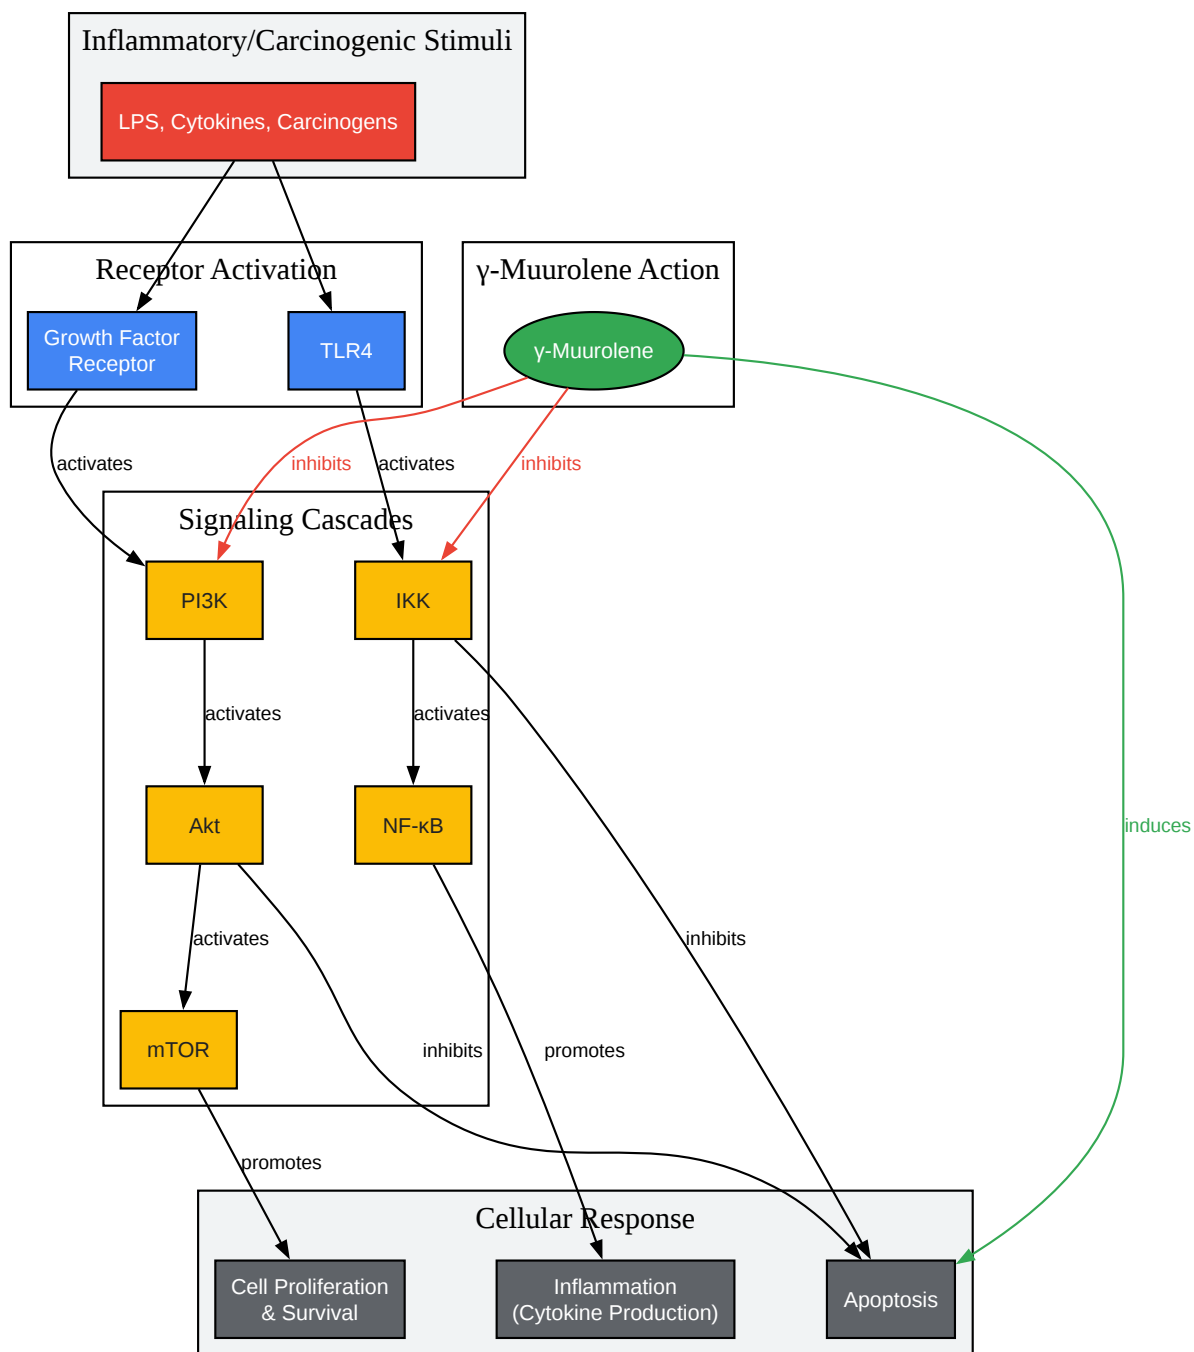 Inflammatory/Carcinogenic Stimuli
LPS, Cytokines, Carcinogens
Receptor Activation
γ-Muurolene Action
Growth Factor
Receptor
TLR4
γ-Muurolene
activates
inhibits
activates
inhibits
Signaling Cascades
PI3K
IKK
activates
activates
Akt
NF-κB
induces
activates
inhibits
mTOR
inhibits
promotes
promotes
Cellular Response
Cell Proliferation
& Survival
Inflammation
(Cytokine Production)
Apoptosis